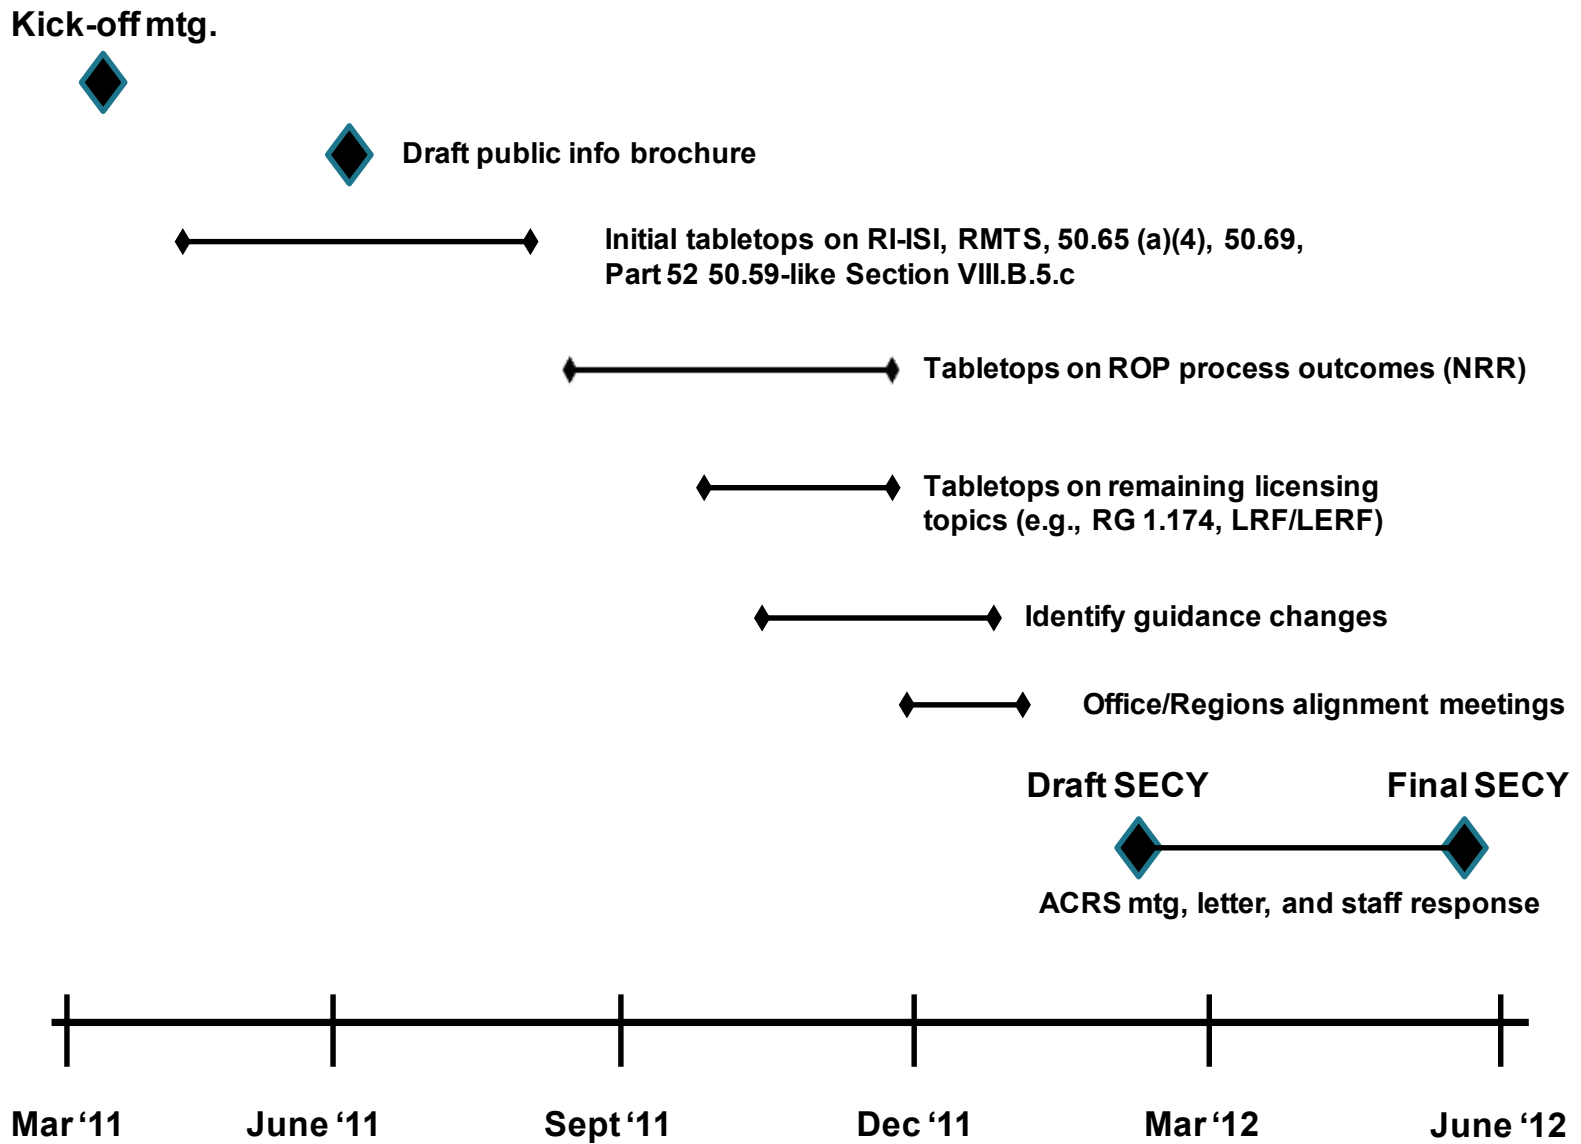 Kick-off mtg.
Draft public info brochure
Initial tabletops on RI-ISI, RMTS, 50.65 (a)(4), 50.69,
Part 52 50.59-like Section VIII.B.5.c
Tabletops on ROP process outcomes (NRR)
Tabletops on remaining licensing
topics (e.g., RG 1.174, LRF/LERF)
Identify guidance changes
Office/Regions alignment meetings
Draft SECY
Final SECY
ACRS mtg, letter, and staff response
Mar ‘11
June ‘11
Sept ‘11
Dec ‘11
Mar ‘12
June ‘12